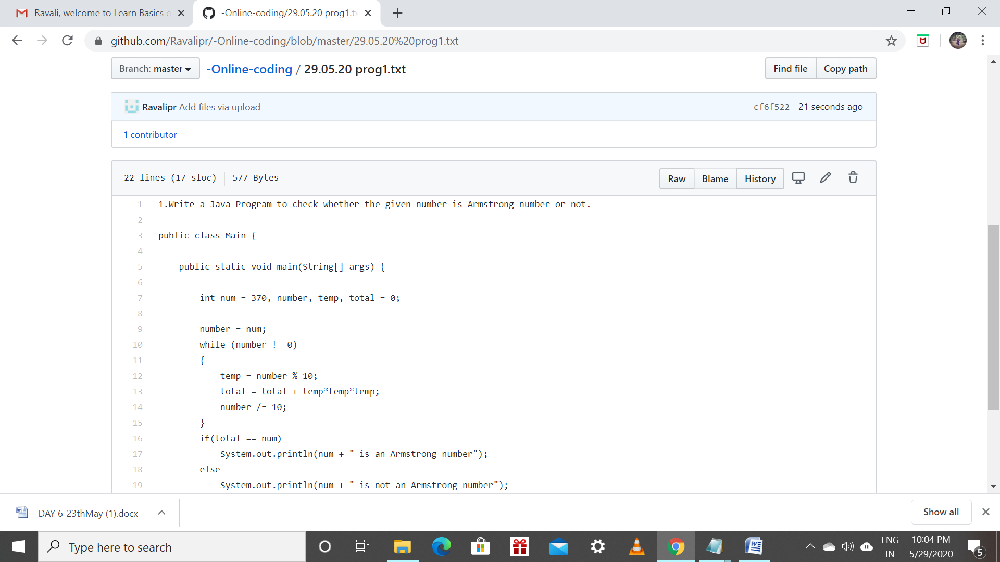 Ravali, welcome to Learn Basics o
-Online-coding/29.05.20 prog1.t
github.com/Ravalipr/-Online-coding/blob/master/29.05.20%20prog1.txt
Branch: master
-Online-coding / 29.05.20 prog1.txt
Find file
Copy path
Ravalipr Add files via upload
cf6f522 21 seconds ago
1 contributor
22 lines (17 sloc) 577 Bytes
Raw
Blame
History
1 1.Write a Java Program to check whether the given number is Armstrong number or not.
2
3 public class Main {
4
5 public static void main(String[] args) {
6
7 int num = 370, number, temp, total = 0;
8
9 number = num;
10 while (number != 0)
11 {
12 temp = number % 10;
13 total = total + temp*temp*temp;
14 number /= 10;
15 }
16 if(total == num)
17 System.out.println(num + " is an Armstrong number");
18 else
19 System.out.println(num + " is not an Armstrong number");
DAY 6-23thMay (1).docx
Show all
Type here to search
ENG
IN
10:04 PM
5/29/2020
5